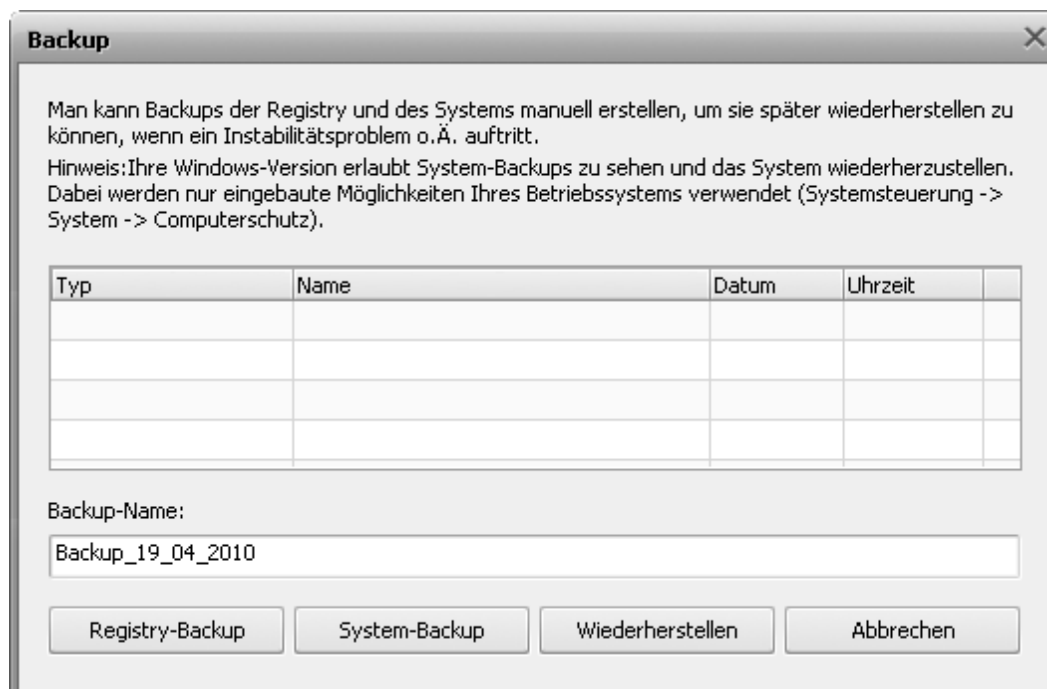 Backup
Man kann Backups der Registry und des Systems manuell erstellen, um sie später wiederherstellen zu
können, wenn ein Instabilitätsproblem o.Ä. auftritt.
Hinweis:Ihre Windows-Version erlaubt System-Backups zu sehen und das System wiederherzustellen.
Dabei werden nur eingebaute Möglichkeiten Ihres Betriebssystems verwendet (Systemsteuerung ->
System -> Computerschutz).
Typ Name Datum Uhrzeit
Backup-Name:
Backup_19_04_2010
Registry-Backup System-Backup Wiederherstellen Abbrechen